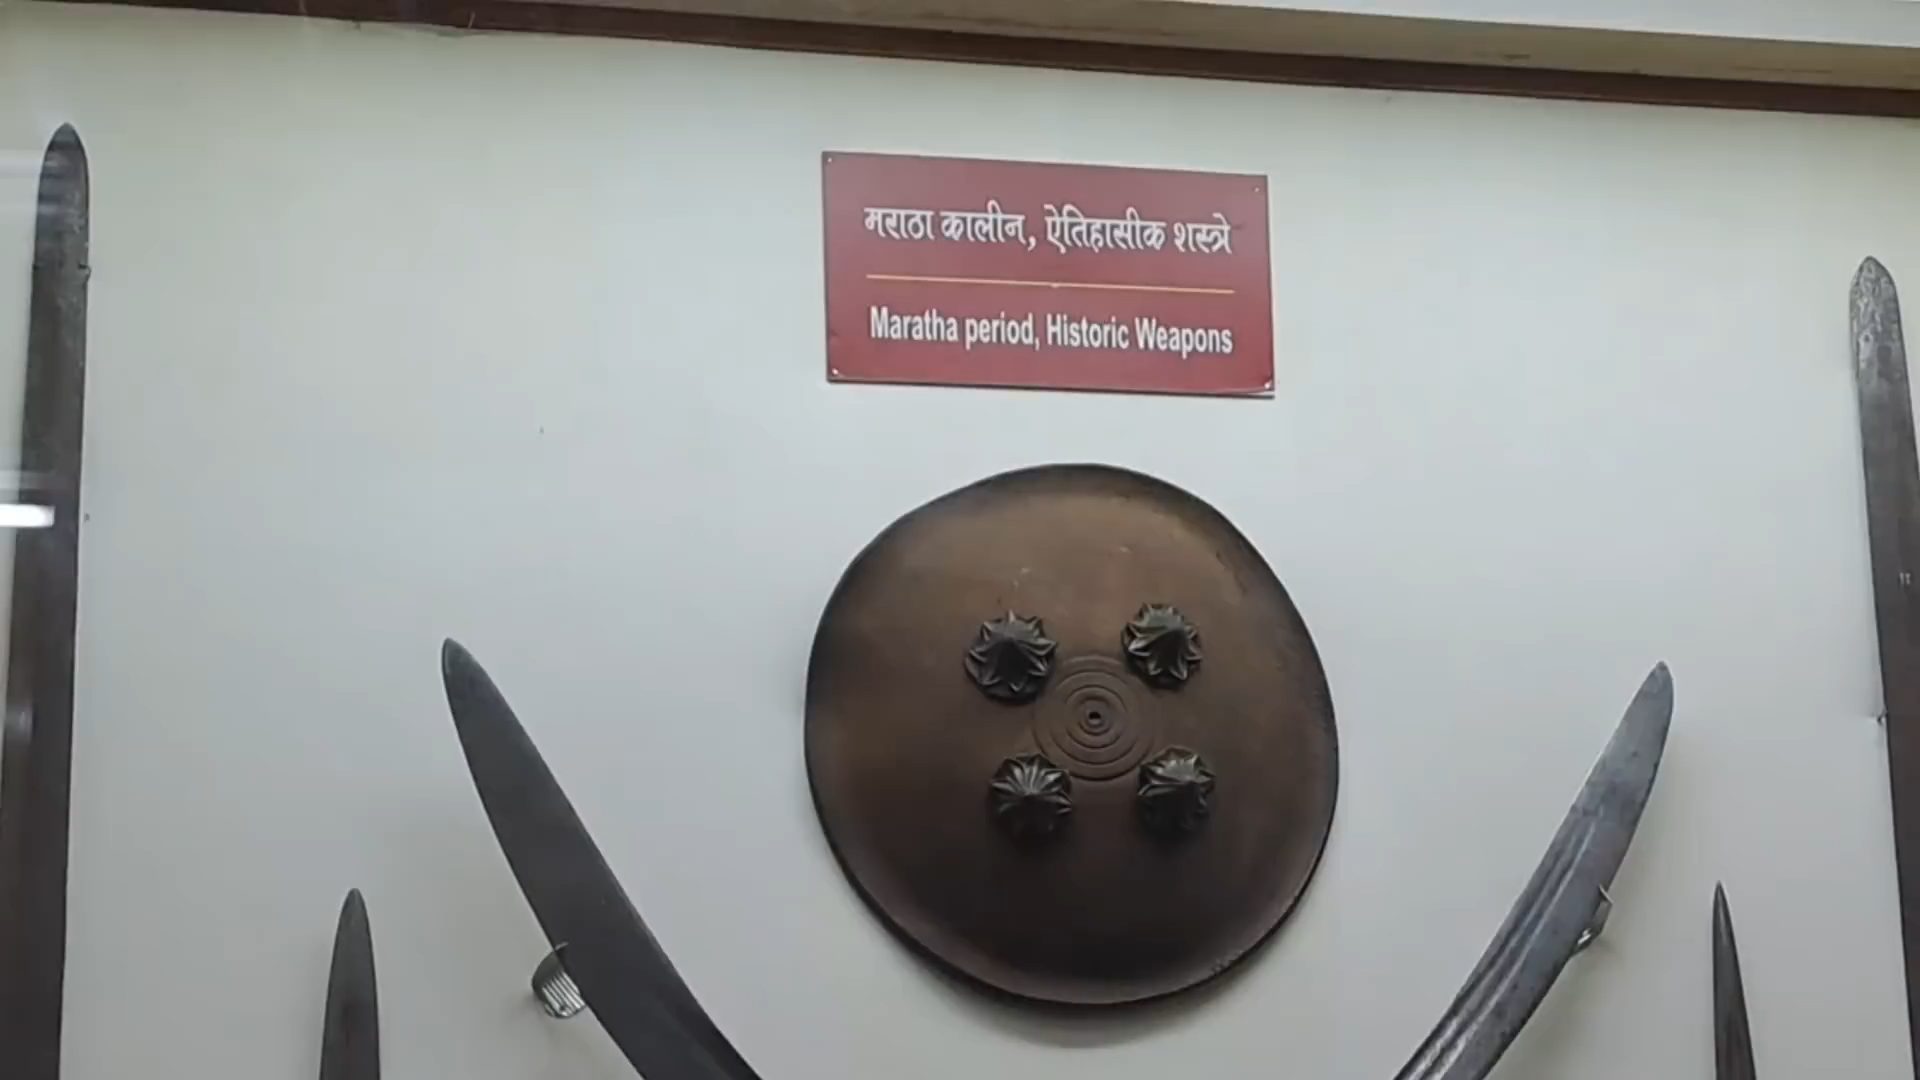 मराठा कालीन, ऐतिहासीक शस्त्रे
Maratha period, Historic Weapons